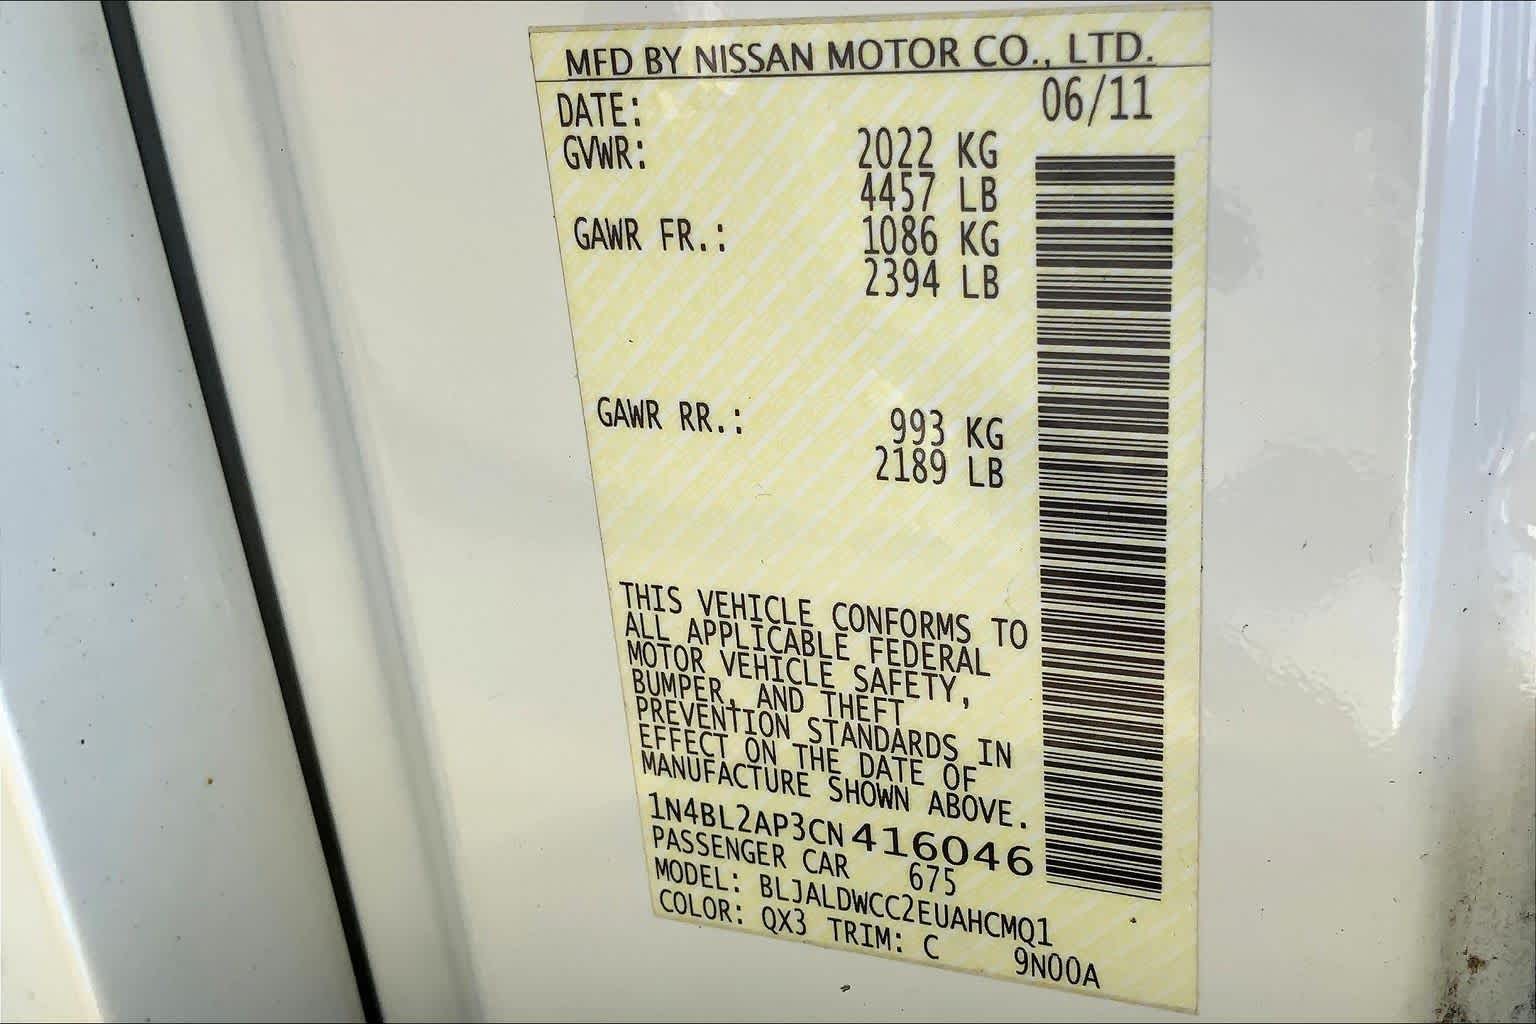 MFD BY NISSAN MOTOR CO., LTD.
DATE: 06/11
GVWR: 2022 KG
4457 LB
GAWR FR.: 1086 KG
2394 LB
GAWR RR.: 993 KG
2189 LB
THIS VEHICLE CONFORMS TO
ALL APPLICABLE FEDERAL
MOTOR VEHICLE SAFETY,
BUMPER, AND THEFT
PREVENTION STANDARDS IN
EFFECT ON THE DATE OF
MANUFACTURE SHOWN ABOVE.
1N4BL2AP3CN416046
PASSENGER CAR 675
MODEL: BLJALDWCC2EUAHCMQ1
COLOR: QX3 TRIM: C 9N00A